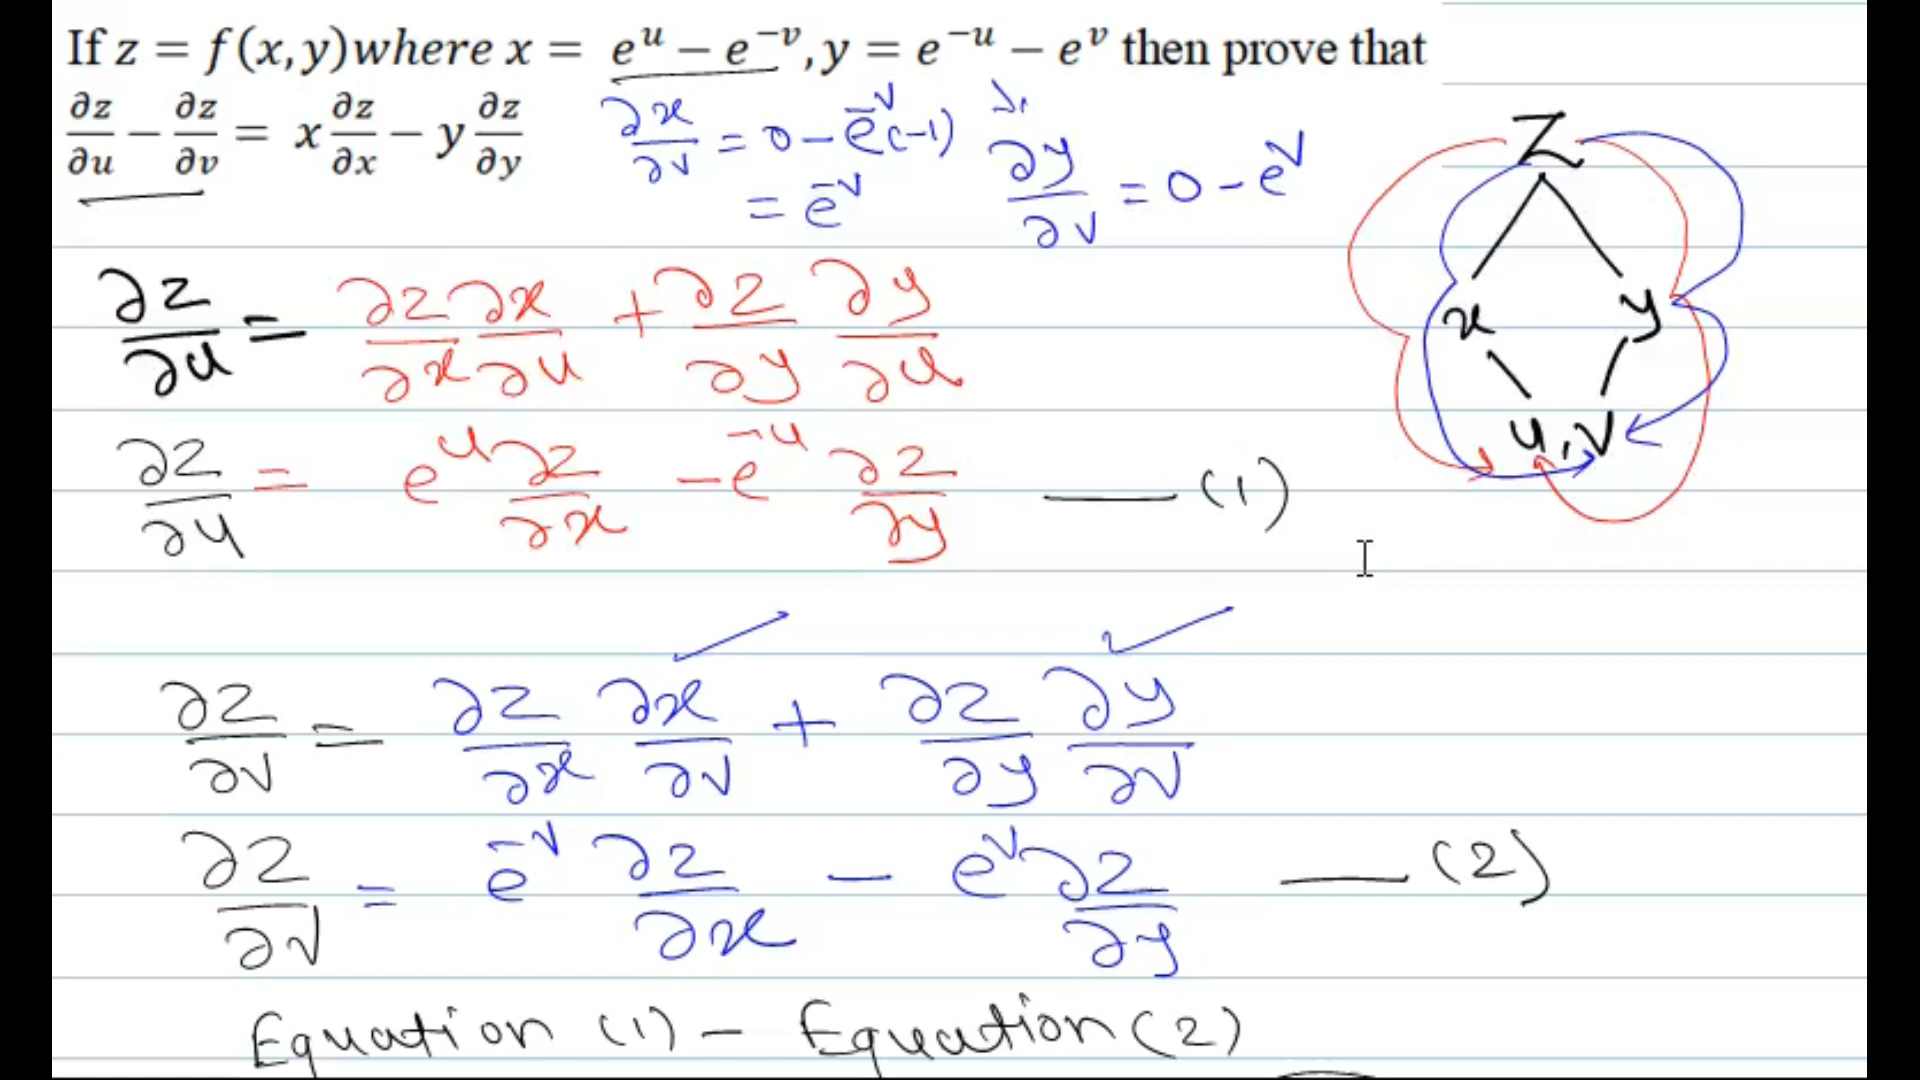 If z = f(x,y) where x = e^u − e^−v, y = e^−u − e^v then prove that
∂z/∂u − ∂z/∂v = x ∂z/∂x − y ∂z/∂y
∂x/∂v = 0 − e^−v(−1)
= e^−v
∂y/∂v = 0 − e^v
Z
x y
u, v
∂z/∂u = ∂z/∂x ∂x/∂u + ∂z/∂y ∂y/∂u
∂z/∂u = e^u ∂z/∂x − e^−u ∂z/∂y — (1)
∂z/∂v = ∂z/∂x ∂x/∂v + ∂z/∂y ∂y/∂v
∂z/∂v = e^−v ∂z/∂x − e^v ∂z/∂y — (2)
Equation (1) − Equation (2)